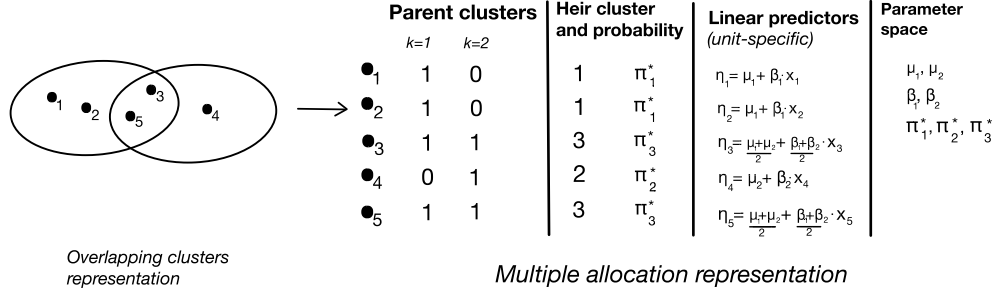 Parent clusters
Heir cluster
and probability
Linear predictors
(unit-specific)
Parameter
space
k=1 k=2
1
2
3
4
5
1 1 0 1 π*1 η1= μ1+ β1·x1
2 1 0 1 π*1 η2= μ1+ β1·x2
3 1 1 3 π*3 η3= μ1+μ2/2 + β1+β2/2 ·x3
4 0 1 2 π*2 η4= μ2+ β2·x4
5 1 1 3 π*3 η5= μ1+μ2/2 + β1+β2/2 ·x5
μ1, μ2
β1, β2
π*1, π*2, π*3
Overlapping clusters
representation
Multiple allocation representation